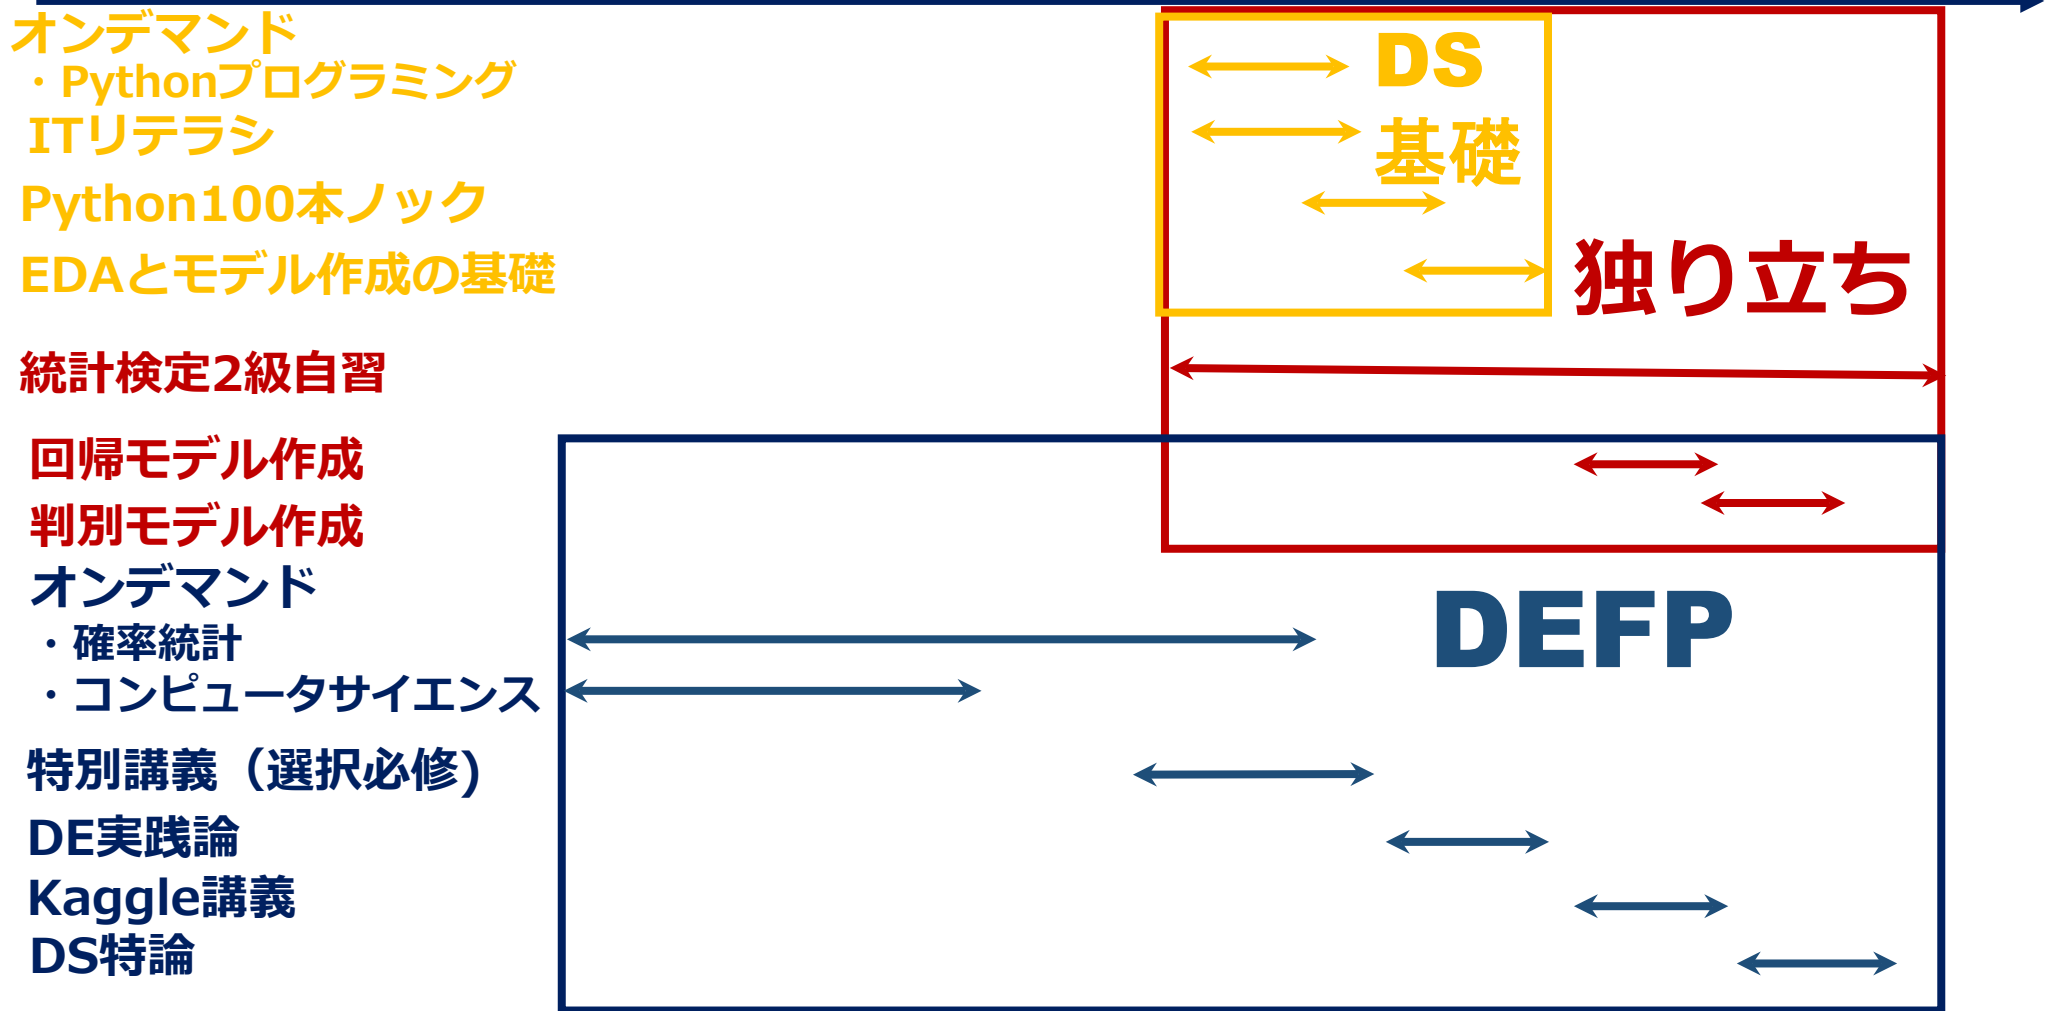 オンデマンド
・Pythonプログラミング
ITリテラシ
Python100本ノック
EDAとモデル作成の基礎
DS
基礎
独り立ち
統計検定2級自習
回帰モデル作成
判別モデル作成
オンデマンド
・確率統計
・コンピュータサイエンス
DEFP
特別講義（選択必修)
DE実践論
Kaggle講義
DS特論